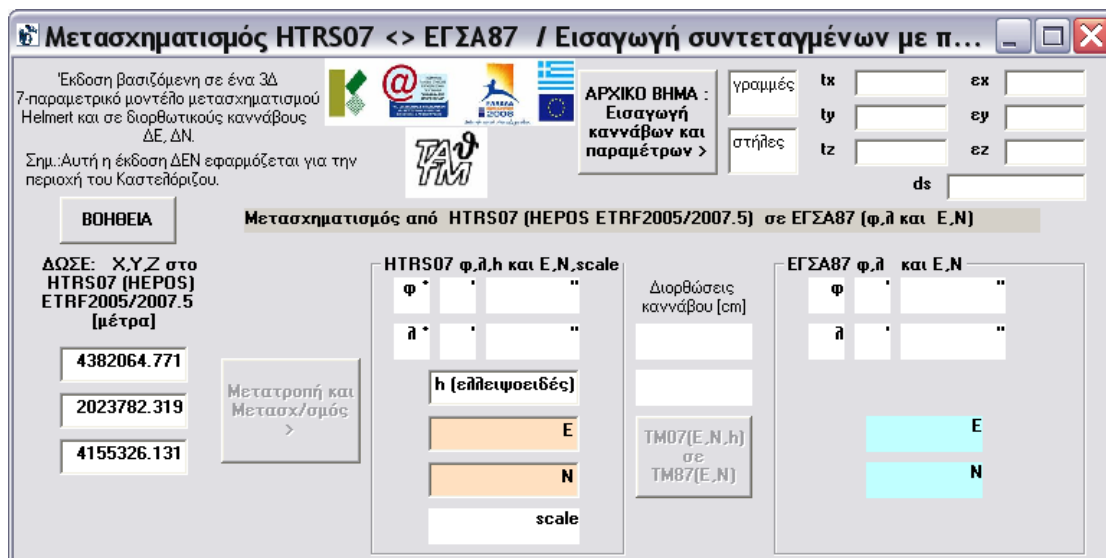 Μετασχηματισμός HTRS07 <> ΕΓΣΑ87 / Εισαγωγή συντεταγμένων με π...
Έκδοση βασιζόμενη σε ένα 3Δ
7-παραμετρικό μοντέλο μετασχηματισμού
Helmert και σε διορθωτικούς καννάβους
ΔΕ, ΔΝ.
Σημ.:Αυτή η έκδοση ΔΕΝ εφαρμόζεται για την
περιοχή του Καστελόριζου.
ΤΑΘ
ΤΙΜ
ΑΡΧΙΚΟ ΒΗΜΑ :
Εισαγωγή
καννάβων και
παραμέτρων >
γραμμές
στήλες
tx
ty
tz
εx
εy
εz
ds
ΒΟΗΘΕΙΑ
Μετασχηματισμός από HTRS07 (HEPOS ETRF2005/2007.5) σε ΕΓΣΑ87 (φ,λ και E,N)
ΔΩΣΕ: X,Y,Z στο
HTRS07 (HEPOS)
ETRF2005/2007.5
[μέτρα]
4382064.771
2023782.319
4155326.131
Μετατροπή και
Μετασχ/σμός
>
HTRS07 φ,λ,h και E,N,scale
φ ° ' "
λ ° ' "
h (ελλειψοειδές)
E
N
scale
Διορθώσεις
καννάβου [cm]
TM07(E,N,h)
σε
TM87(E,N)
ΕΓΣΑ87 φ,λ και E,N
φ ' "
λ ' "
E
N